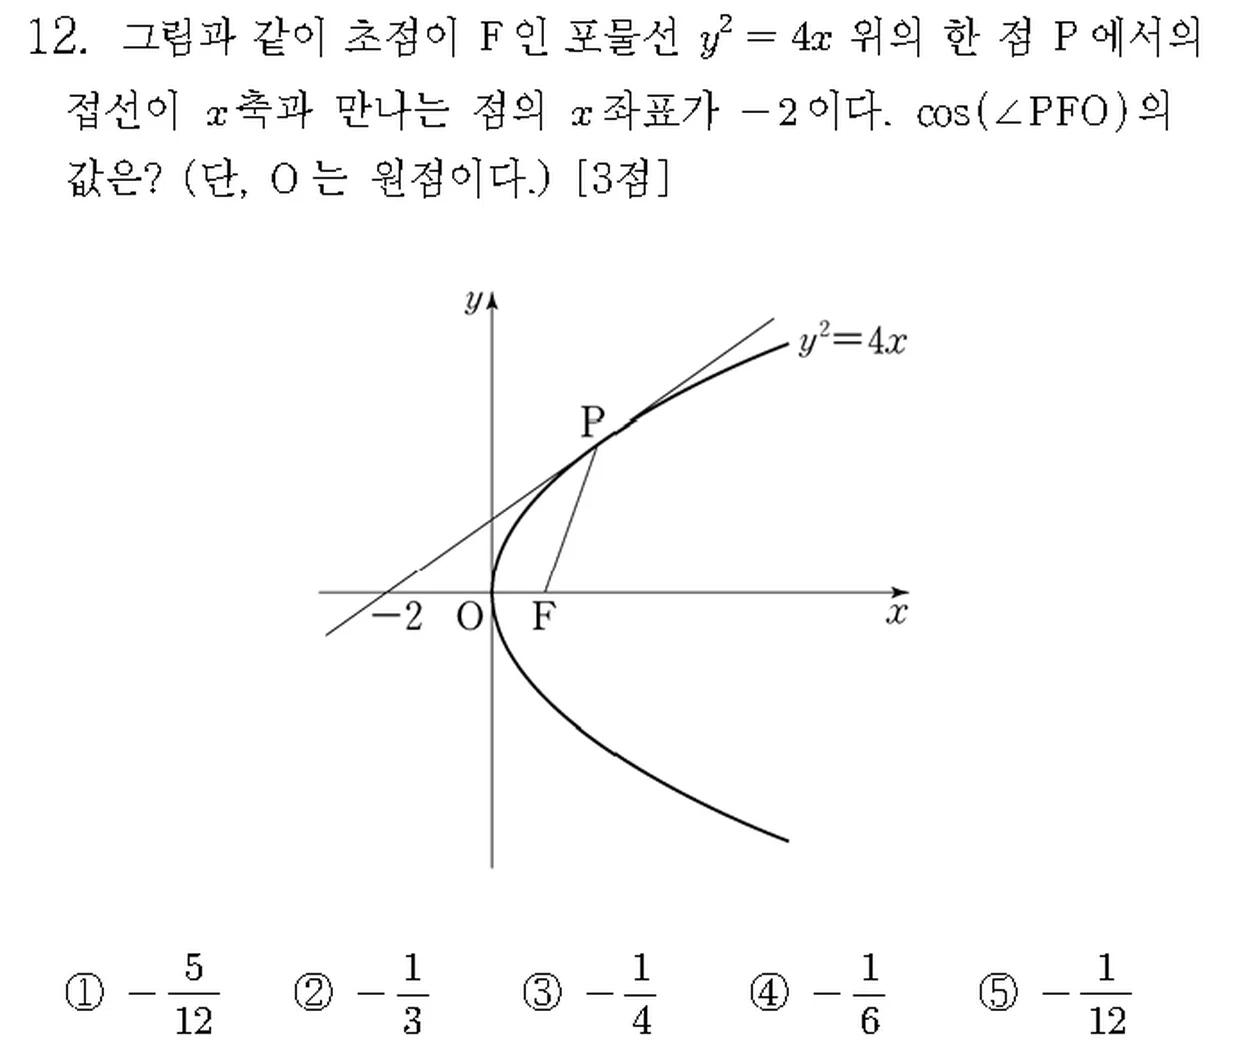 12. 그림과 같이 초점이 F인 포물선 y² = 4x 위의 한 점 P에서의
접선이 x축과 만나는 점의 x좌표가 −2이다. cos(∠PFO)의
값은? (단, O는 원점이다.) [3점]
y
y²=4x
P
−2 O F x
① −5/12 ② −1/3 ③ −1/4 ④ −1/6 ⑤ −1/12